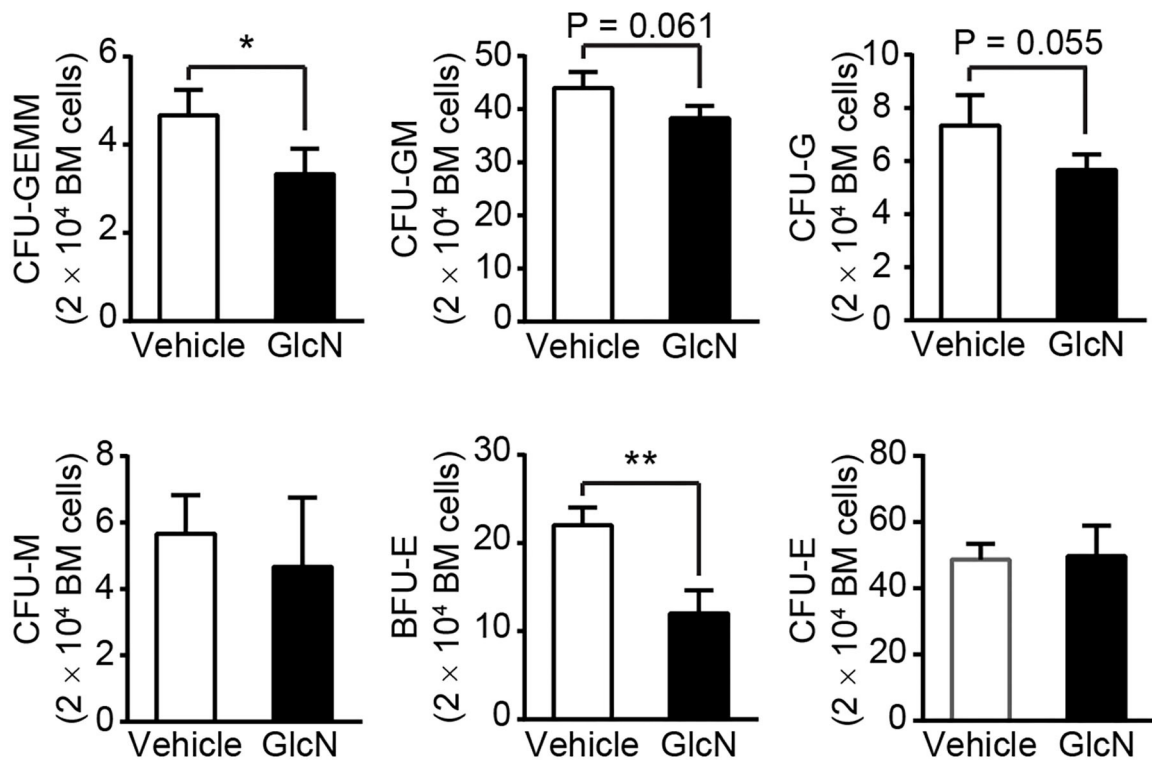 CFU-GEMM
(2 × 10⁴ BM cells)
6
4
2
0
*
Vehicle GlcN
CFU-GM
(2 × 10⁴ BM cells)
50
40
30
20
10
0
P = 0.061
Vehicle GlcN
CFU-G
(2 × 10⁴ BM cells)
10
8
6
4
2
0
P = 0.055
Vehicle GlcN
CFU-M
(2 × 10⁴ BM cells)
8
6
4
2
0
Vehicle GlcN
BFU-E
(2 × 10⁴ BM cells)
30
20
10
0
**
Vehicle GlcN
CFU-E
(2 × 10⁴ BM cells)
80
60
40
20
0
Vehicle GlcN